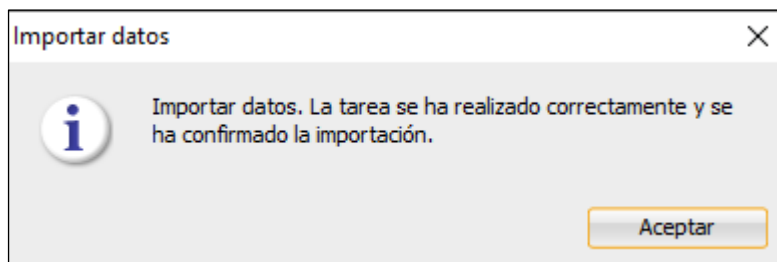 Importar datos
Importar datos. La tarea se ha realizado correctamente y se
ha confirmado la importación.
Aceptar